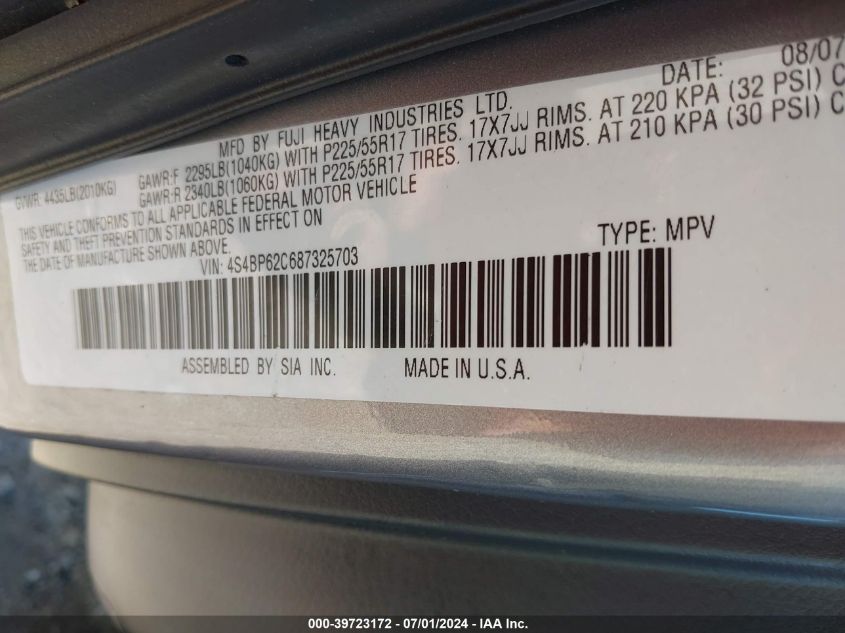 MFD BY FUJI HEAVY INDUSTRIES LTD. DATE: 08/07
GVWR: 4435LB(2010KG) GAWR:F 2295LB(1040KG) WITH P225/55R17 TIRES. 17X7JJ RIMS. AT 220 KPA (32 PSI) C
GAWR:R 2340LB(1060KG) WITH P225/55R17 TIRES. 17X7JJ RIMS. AT 210 KPA (30 PSI) C
THIS VEHICLE CONFORMS TO ALL APPLICABLE FEDERAL MOTOR VEHICLE
SAFETY AND THEFT PREVENTION STANDARDS IN EFFECT ON
THE DATE OF MANUFACTURE SHOWN ABOVE.
VIN: 4S4BP62C687325703 TYPE: MPV
ASSEMBLED BY SIA INC. MADE IN U.S.A.
000-39723172 - 07/01/2024 - IAA Inc.